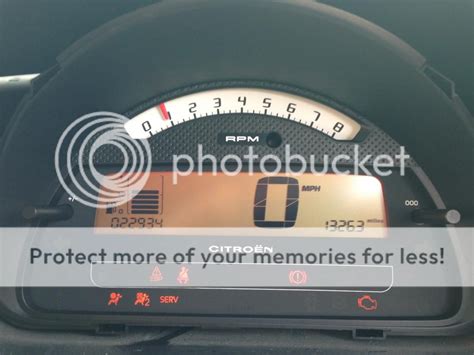 0 1 2 3 4 5 6 7 8
RPM
photobucket
0 MPH
022934 13263 miles
CITROËN
Protect more of your memories for less!
SERV